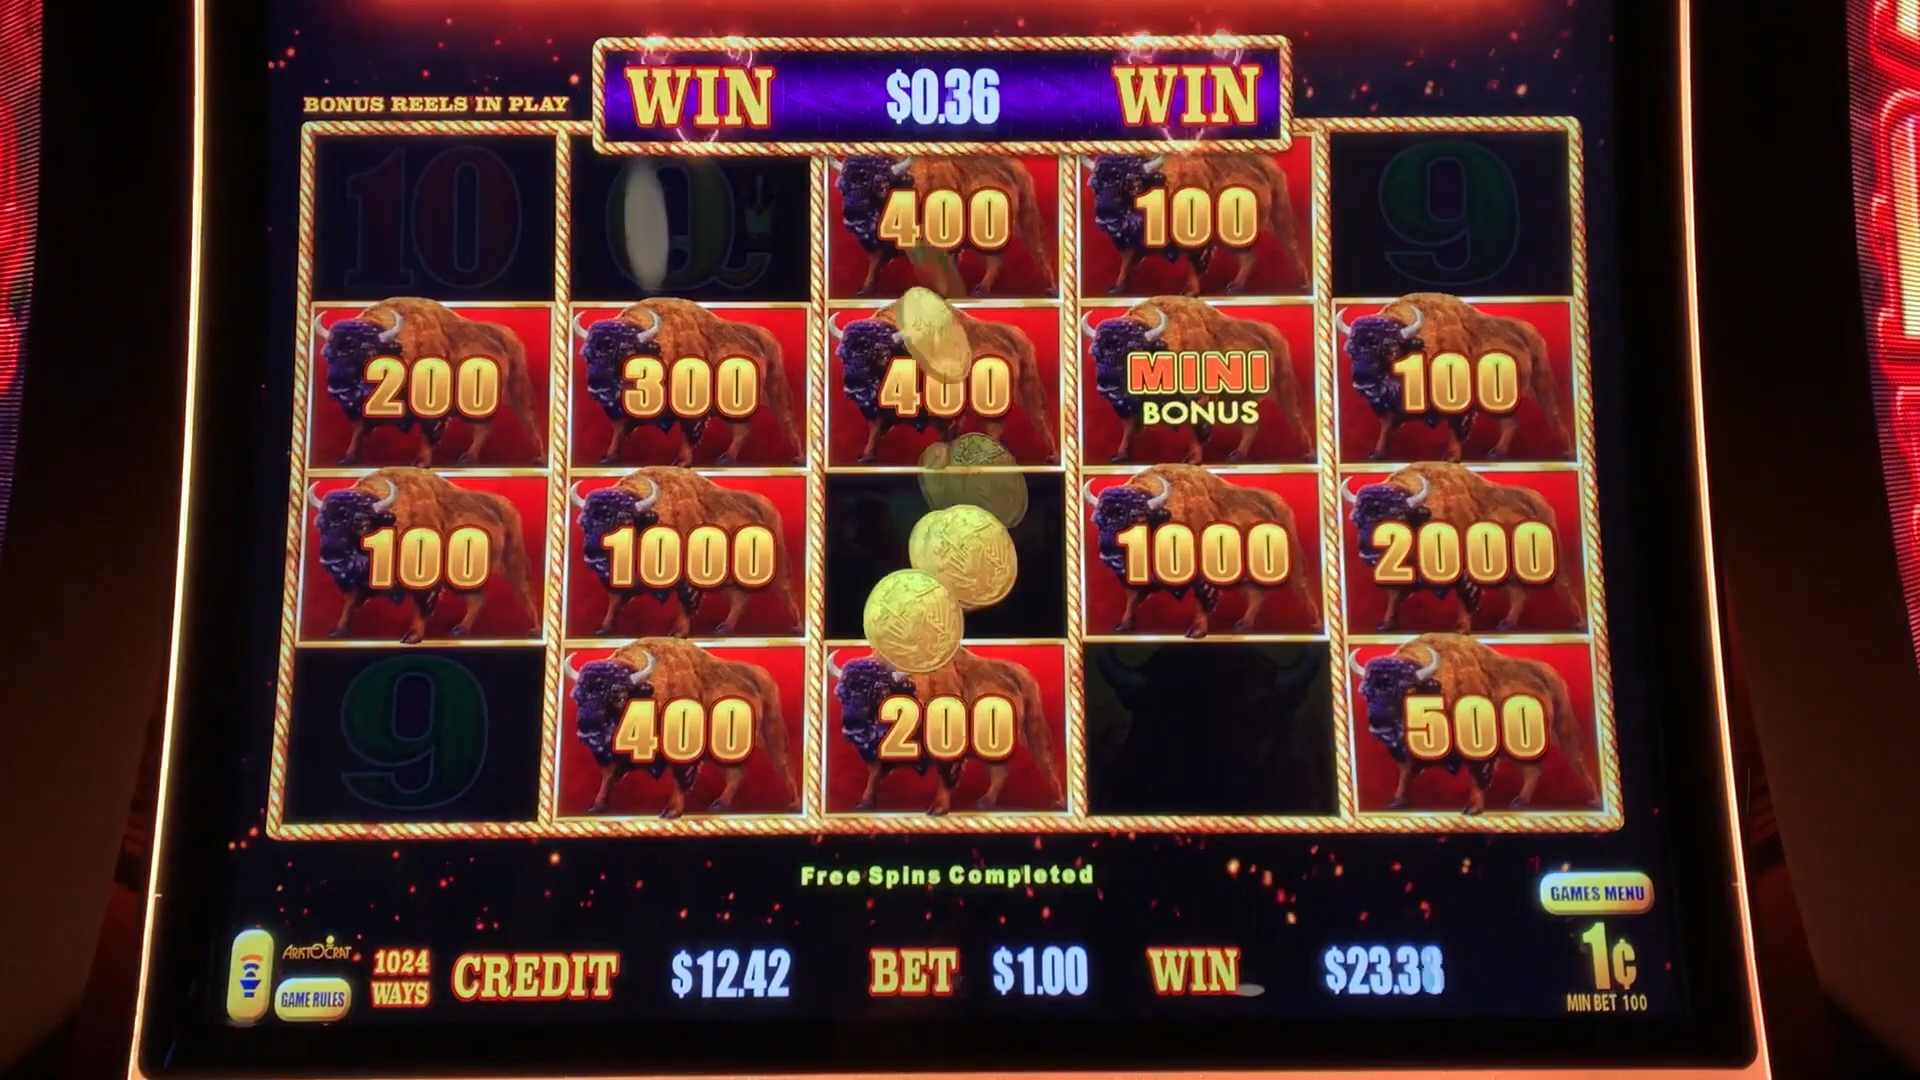 WIN $0.36 WIN
BONUS REELS IN PLAY
10 Q 400 100 9
200 300 400 MINI BONUS 100
100 1000 1000 2000
9 400 200 500
Free Spins Completed
GAMES MENU
ARISTOCRAT
GAME RULES
1024
WAYS
CREDIT $12.42 BET $1.00 WIN $23.38
1¢
MIN BET 100